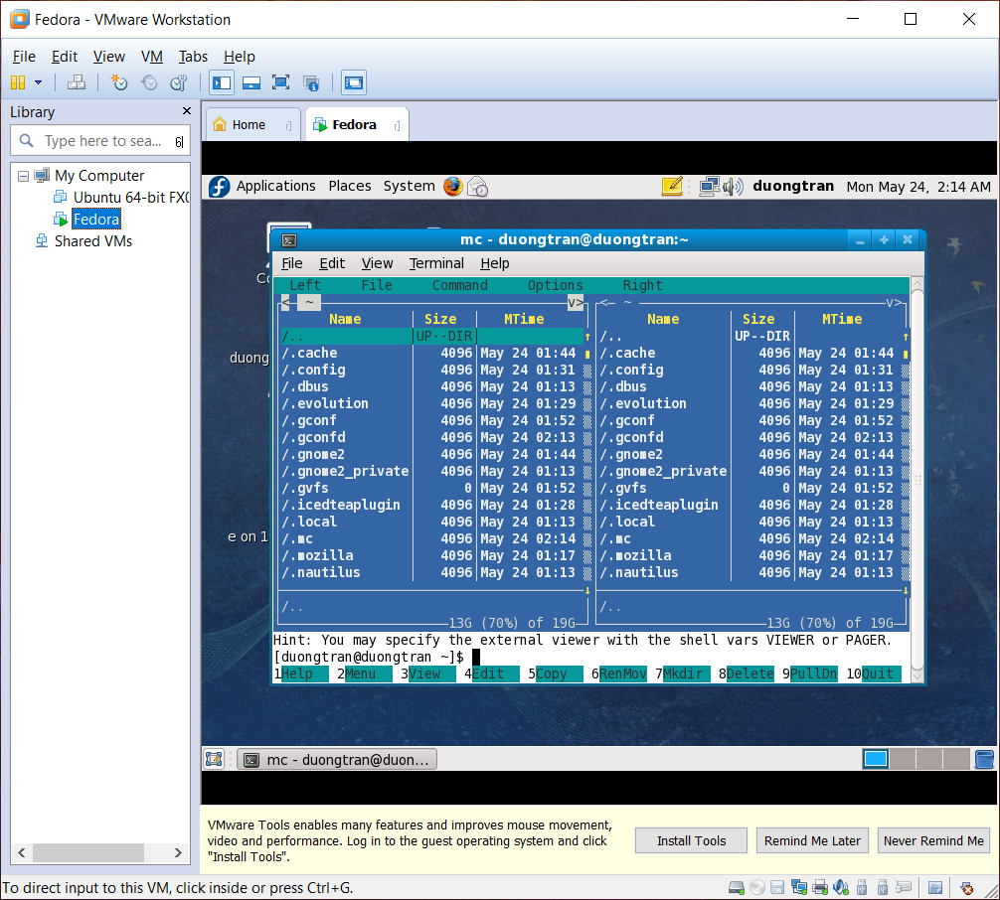 Fedora - VMware Workstation
File Edit View VM Tabs Help
Library
Type here to sea...
My Computer
Ubuntu 64-bit FX(
Fedora
Shared VMs
Home
Fedora
Applications Places System
duongtran Mon May 24, 2:14 AM
duong
e on 1
mc - duongtran@duongtran:~
File Edit View Terminal Help
Left File Command Options Right
<- ~ v> <- ~ v>
Name Size MTime Name Size MTime
/.. UP--DIR /.. UP--DIR
/.cache 4096 May 24 01:44 /.cache 4096 May 24 01:44
/.config 4096 May 24 01:31 /.config 4096 May 24 01:31
/.dbus 4096 May 24 01:13 /.dbus 4096 May 24 01:13
/.evolution 4096 May 24 01:29 /.evolution 4096 May 24 01:29
/.gconf 4096 May 24 01:52 /.gconf 4096 May 24 01:52
/.gconfd 4096 May 24 02:13 /.gconfd 4096 May 24 02:13
/.gnome2 4096 May 24 01:44 /.gnome2 4096 May 24 01:44
/.gnome2_private 4096 May 24 01:13 /.gnome2_private 4096 May 24 01:13
/.gvfs 0 May 24 01:52 /.gvfs 0 May 24 01:52
/.icedteaplugin 4096 May 24 01:28 /.icedteaplugin 4096 May 24 01:28
/.local 4096 May 24 01:13 /.local 4096 May 24 01:13
/.mc 4096 May 24 02:14 /.mc 4096 May 24 02:14
/.mozilla 4096 May 24 01:17 /.mozilla 4096 May 24 01:17
/.nautilus 4096 May 24 01:13 /.nautilus 4096 May 24 01:13
/.. /..
13G (70%) of 19G 13G (70%) of 19G
Hint: You may specify the external viewer with the shell vars VIEWER or PAGER.
[duongtran@duongtran ~]$
1Help 2Menu 3View 4Edit 5Copy 6RenMov 7Mkdir 8Delete 9PullDn 10Quit
mc - duongtran@duon...
VMware Tools enables many features and improves mouse movement,
video and performance. Log in to the guest operating system and click
"Install Tools".
Install Tools Remind Me Later Never Remind Me
To direct input to this VM, click inside or press Ctrl+G.